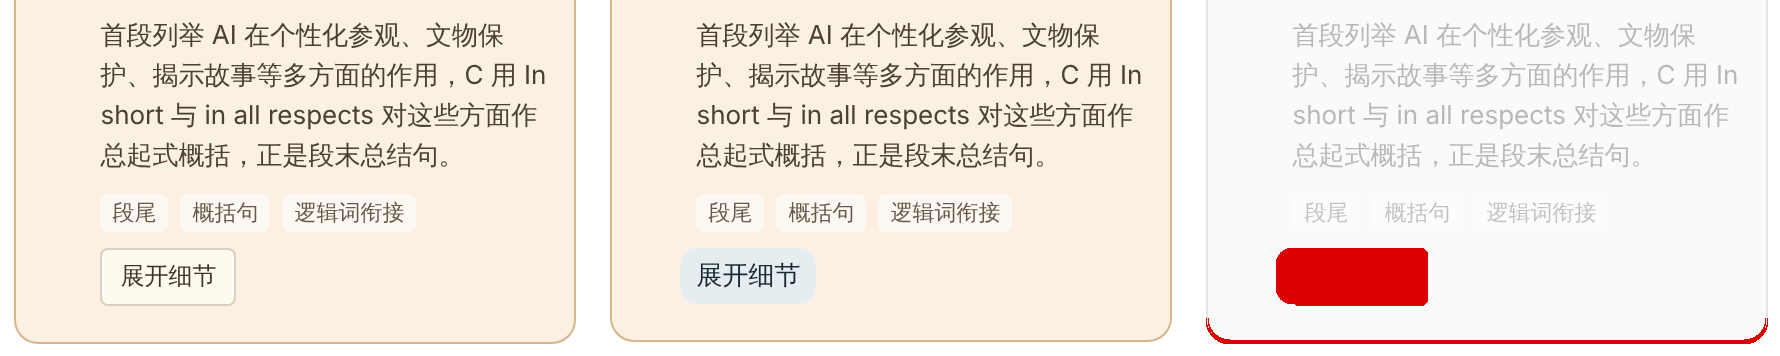 首段列举 AI 在个性化参观、文物保
护、揭示故事等多方面的作用，C 用 In
short 与 in all respects 对这些方面作
总起式概括，正是段末总结句。
段尾 概括句 逻辑词衔接
展开细节
首段列举 AI 在个性化参观、文物保
护、揭示故事等多方面的作用，C 用 In
short 与 in all respects 对这些方面作
总起式概括，正是段末总结句。
段尾 概括句 逻辑词衔接
展开细节
首段列举 AI 在个性化参观、文物保
护、揭示故事等多方面的作用，C 用 In
short 与 in all respects 对这些方面作
总起式概括，正是段末总结句。
段尾 概括句 逻辑词衔接